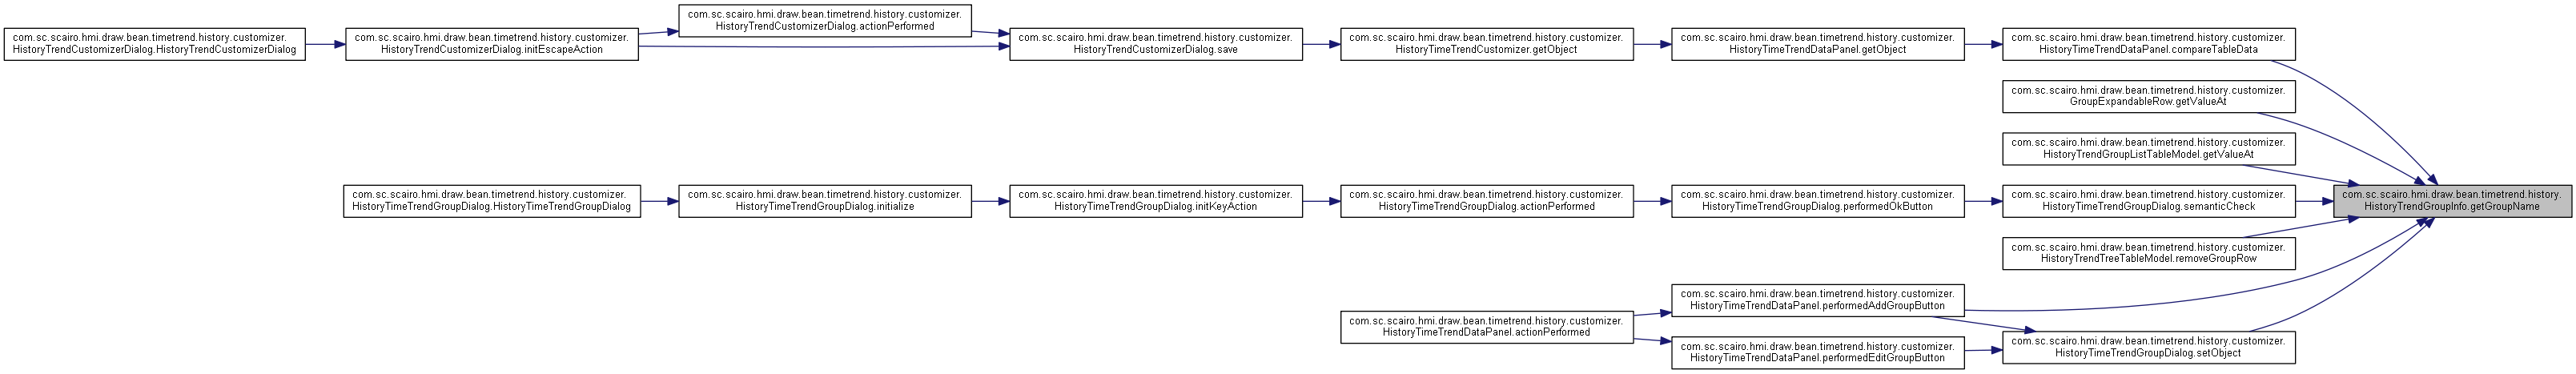 com.sc.scairo.hmi.draw.bean.timetrend.history.customizer.
HistoryTrendCustomizerDialog.HistoryTrendCustomizerDialog
com.sc.scairo.hmi.draw.bean.timetrend.history.customizer.
HistoryTrendCustomizerDialog.initEscapeAction
com.sc.scairo.hmi.draw.bean.timetrend.history.customizer.
HistoryTrendCustomizerDialog.actionPerformed
com.sc.scairo.hmi.draw.bean.timetrend.history.customizer.
HistoryTrendCustomizerDialog.save
com.sc.scairo.hmi.draw.bean.timetrend.history.customizer.
HistoryTimeTrendCustomizer.getObject
com.sc.scairo.hmi.draw.bean.timetrend.history.customizer.
HistoryTimeTrendDataPanel.getObject
com.sc.scairo.hmi.draw.bean.timetrend.history.customizer.
HistoryTimeTrendDataPanel.compareTableData
com.sc.scairo.hmi.draw.bean.timetrend.history.customizer.
GroupExpandableRow.getValueAt
com.sc.scairo.hmi.draw.bean.timetrend.history.customizer.
HistoryTrendGroupListTableModel.getValueAt
com.sc.scairo.hmi.draw.bean.timetrend.history.customizer.
HistoryTimeTrendGroupDialog.HistoryTimeTrendGroupDialog
com.sc.scairo.hmi.draw.bean.timetrend.history.customizer.
HistoryTimeTrendGroupDialog.initialize
com.sc.scairo.hmi.draw.bean.timetrend.history.customizer.
HistoryTimeTrendGroupDialog.initKeyAction
com.sc.scairo.hmi.draw.bean.timetrend.history.customizer.
HistoryTimeTrendGroupDialog.actionPerformed
com.sc.scairo.hmi.draw.bean.timetrend.history.customizer.
HistoryTimeTrendGroupDialog.performedOkButton
com.sc.scairo.hmi.draw.bean.timetrend.history.customizer.
HistoryTimeTrendGroupDialog.semanticCheck
com.sc.scairo.hmi.draw.bean.timetrend.history.
HistoryTrendGroupInfo.getGroupName
com.sc.scairo.hmi.draw.bean.timetrend.history.customizer.
HistoryTrendTreeTableModel.removeGroupRow
com.sc.scairo.hmi.draw.bean.timetrend.history.customizer.
HistoryTimeTrendDataPanel.actionPerformed
com.sc.scairo.hmi.draw.bean.timetrend.history.customizer.
HistoryTimeTrendDataPanel.performedAddGroupButton
com.sc.scairo.hmi.draw.bean.timetrend.history.customizer.
HistoryTimeTrendDataPanel.performedEditGroupButton
com.sc.scairo.hmi.draw.bean.timetrend.history.customizer.
HistoryTimeTrendGroupDialog.setObject